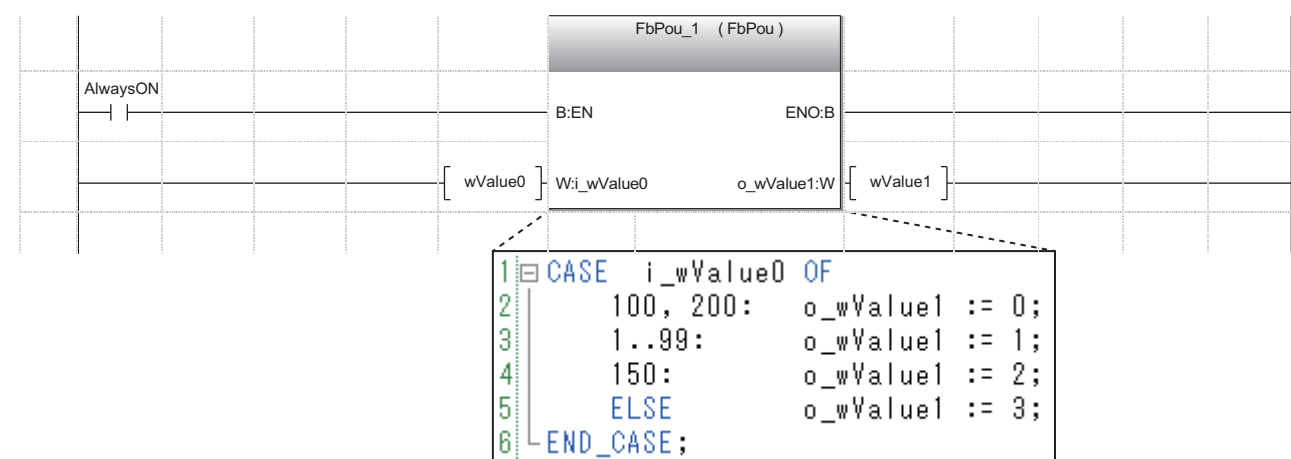 FbPou_1 ( FbPou )
AlwaysON
B:EN ENO:B
wValue0 W:i_wValue0 o_wValue1:W wValue1
1 CASE i_wValue0 OF
2 100, 200: o_wValue1 := 0;
3 1..99: o_wValue1 := 1;
4 150: o_wValue1 := 2;
5 ELSE o_wValue1 := 3;
6 END_CASE;